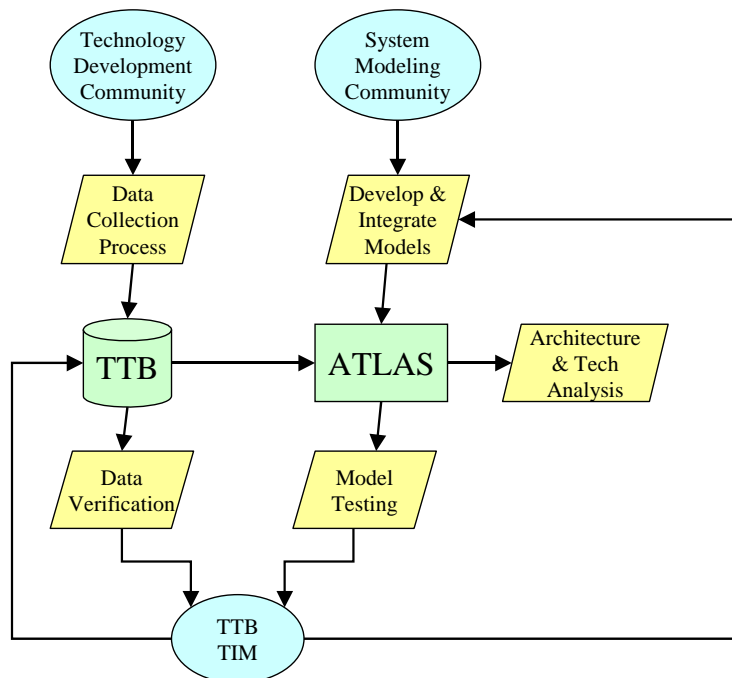 Technology
Development
Community
System
Modeling
Community
Data
Collection
Process
Develop &
Integrate
Models
TTB
ATLAS
Architecture
& Tech
Analysis
Data
Verification
Model
Testing
TTB
TIM